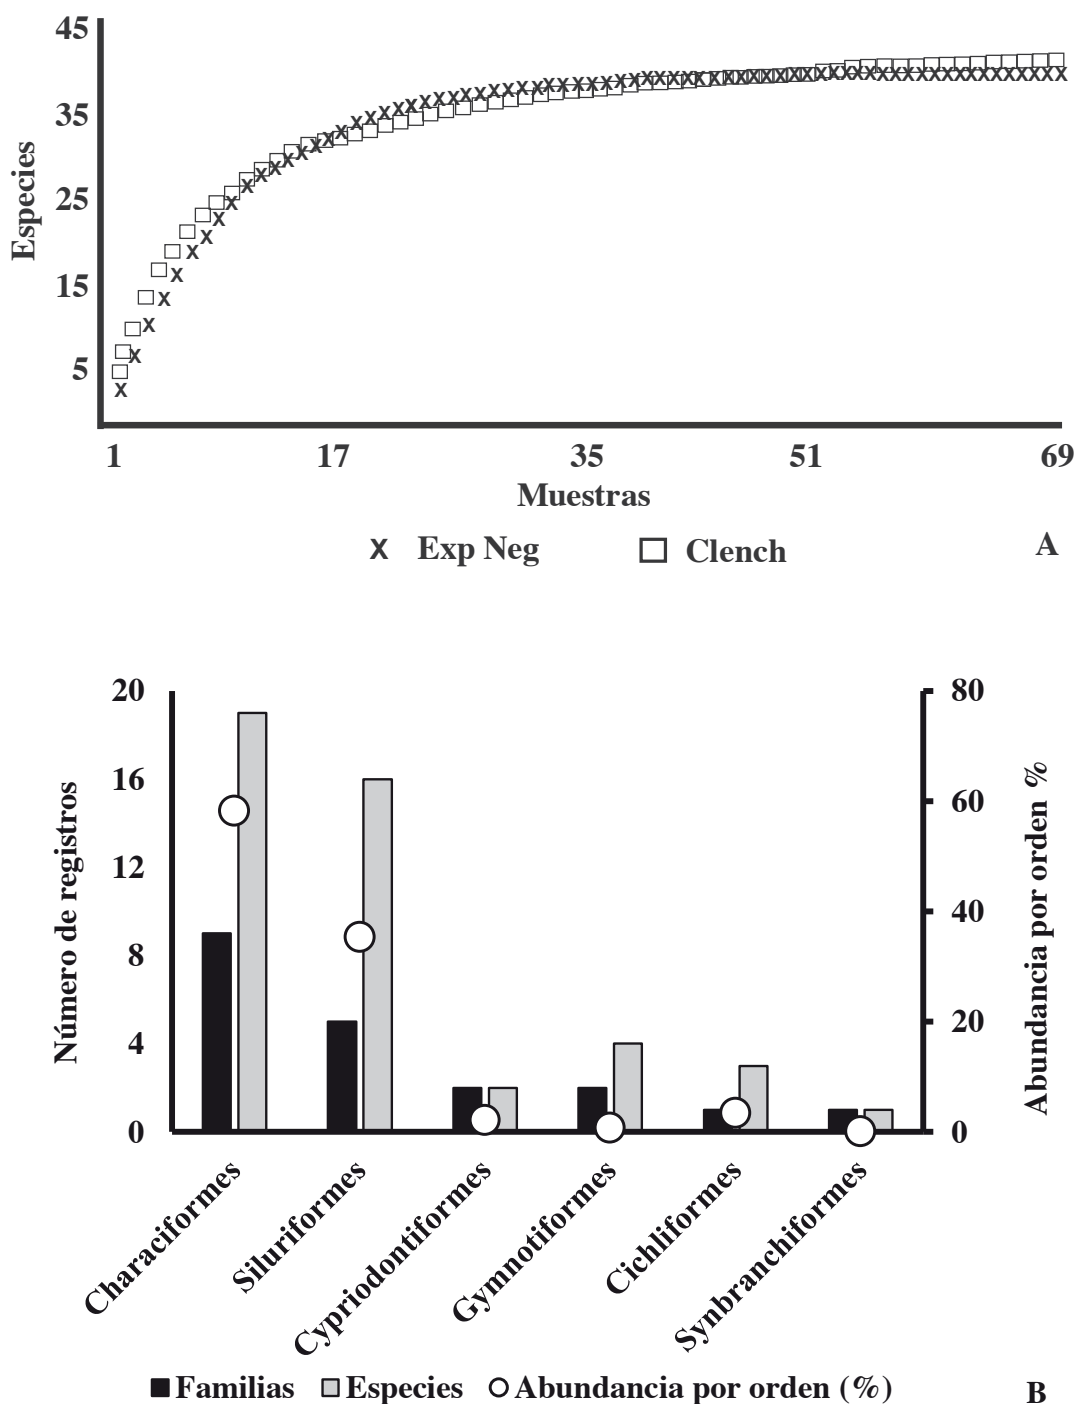 45
35
25
15
5
Especies
1 17 35 51 69
Muestras
X Exp Neg Clench
A
20
16
12
8
4
0
Número de registros
80
60
40
20
0
Abundancia por orden %
Characiformes
Siluriformes
Cypriodontiformes
Gymnotiformes
Cichliformes
Synbranchiformes
Familias Especies Abundancia por orden (%)
B